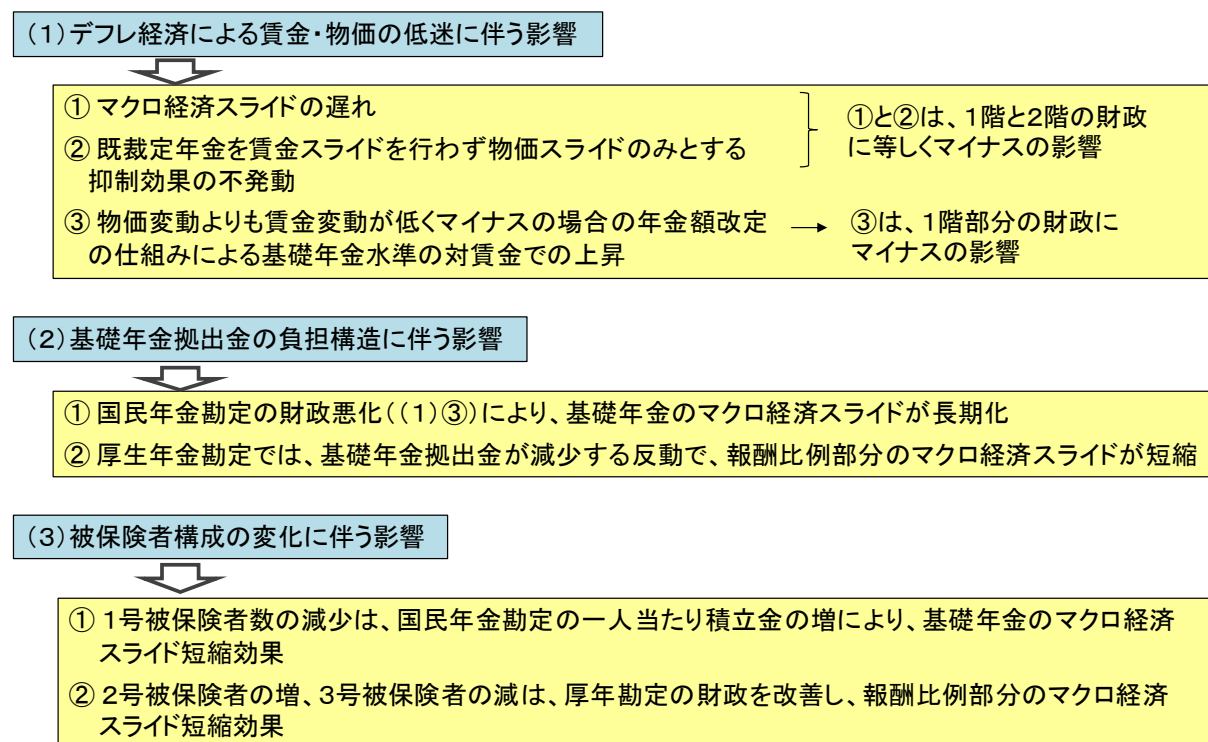 (1)デフレ経済による賃金・物価の低迷に伴う影響
① マクロ経済スライドの遅れ
② 既裁定年金を賃金スライドを行わず物価スライドのみとする
抑制効果の不発動
①と②は、1階と2階の財政
に等しくマイナスの影響
③ 物価変動よりも賃金変動が低くマイナスの場合の年金額改定
の仕組みによる基礎年金水準の対賃金での上昇
③は、1階部分の財政に
マイナスの影響
(2)基礎年金拠出金の負担構造に伴う影響
① 国民年金勘定の財政悪化((1)③)により、基礎年金のマクロ経済スライドが長期化
② 厚生年金勘定では、基礎年金拠出金が減少する反動で、報酬比例部分のマクロ経済スライドが短縮
(3)被保険者構成の変化に伴う影響
① 1号被保険者数の減少は、国民年金勘定の一人当たり積立金の増により、基礎年金のマクロ経済
スライド短縮効果
② 2号被保険者の増、3号被保険者の減は、厚年勘定の財政を改善し、報酬比例部分のマクロ経済
スライド短縮効果